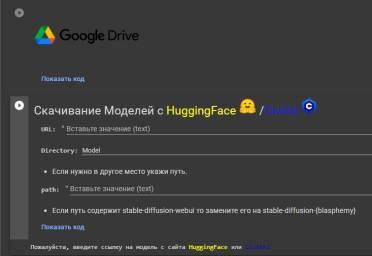 Google Drive
Показать код
Скачивание Моделей с HuggingFace 🤗 / CivitAI
URL: " Вставьте значение (text)
Directory: Model
• Если нужно в другое место укажи путь.
path: " Вставьте значение (text)
• Если путь содержит stable-diffusion-webui то замените его на stable-diffusion-{blasphemy}
Показать код
Пожалуйста, введите ссылку на модель с сайта HuggingFace или CivitAI